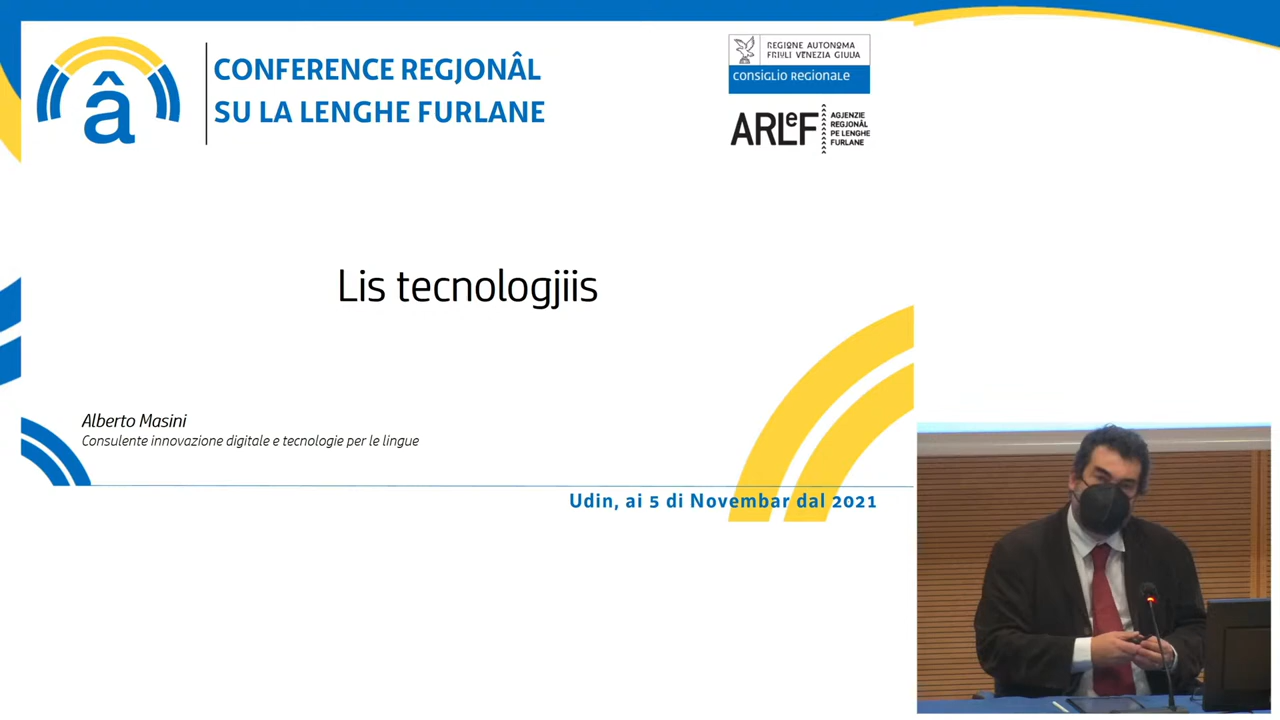 â
CONFERENCE REGJONÂL
SU LA LENGHE FURLANE
REGIONE AUTONOMA
FRIULI VENEZIA GIULIA
CONSIGLIO REGIONALE
ARLeF
AGJENZIE
REGJONÂL
PE LENGHE
FURLANE
Lis tecnologjiis
Alberto Masini
Consulente innovazione digitale e tecnologie per le lingue
Udin, ai 5 di Novembar dal 2021